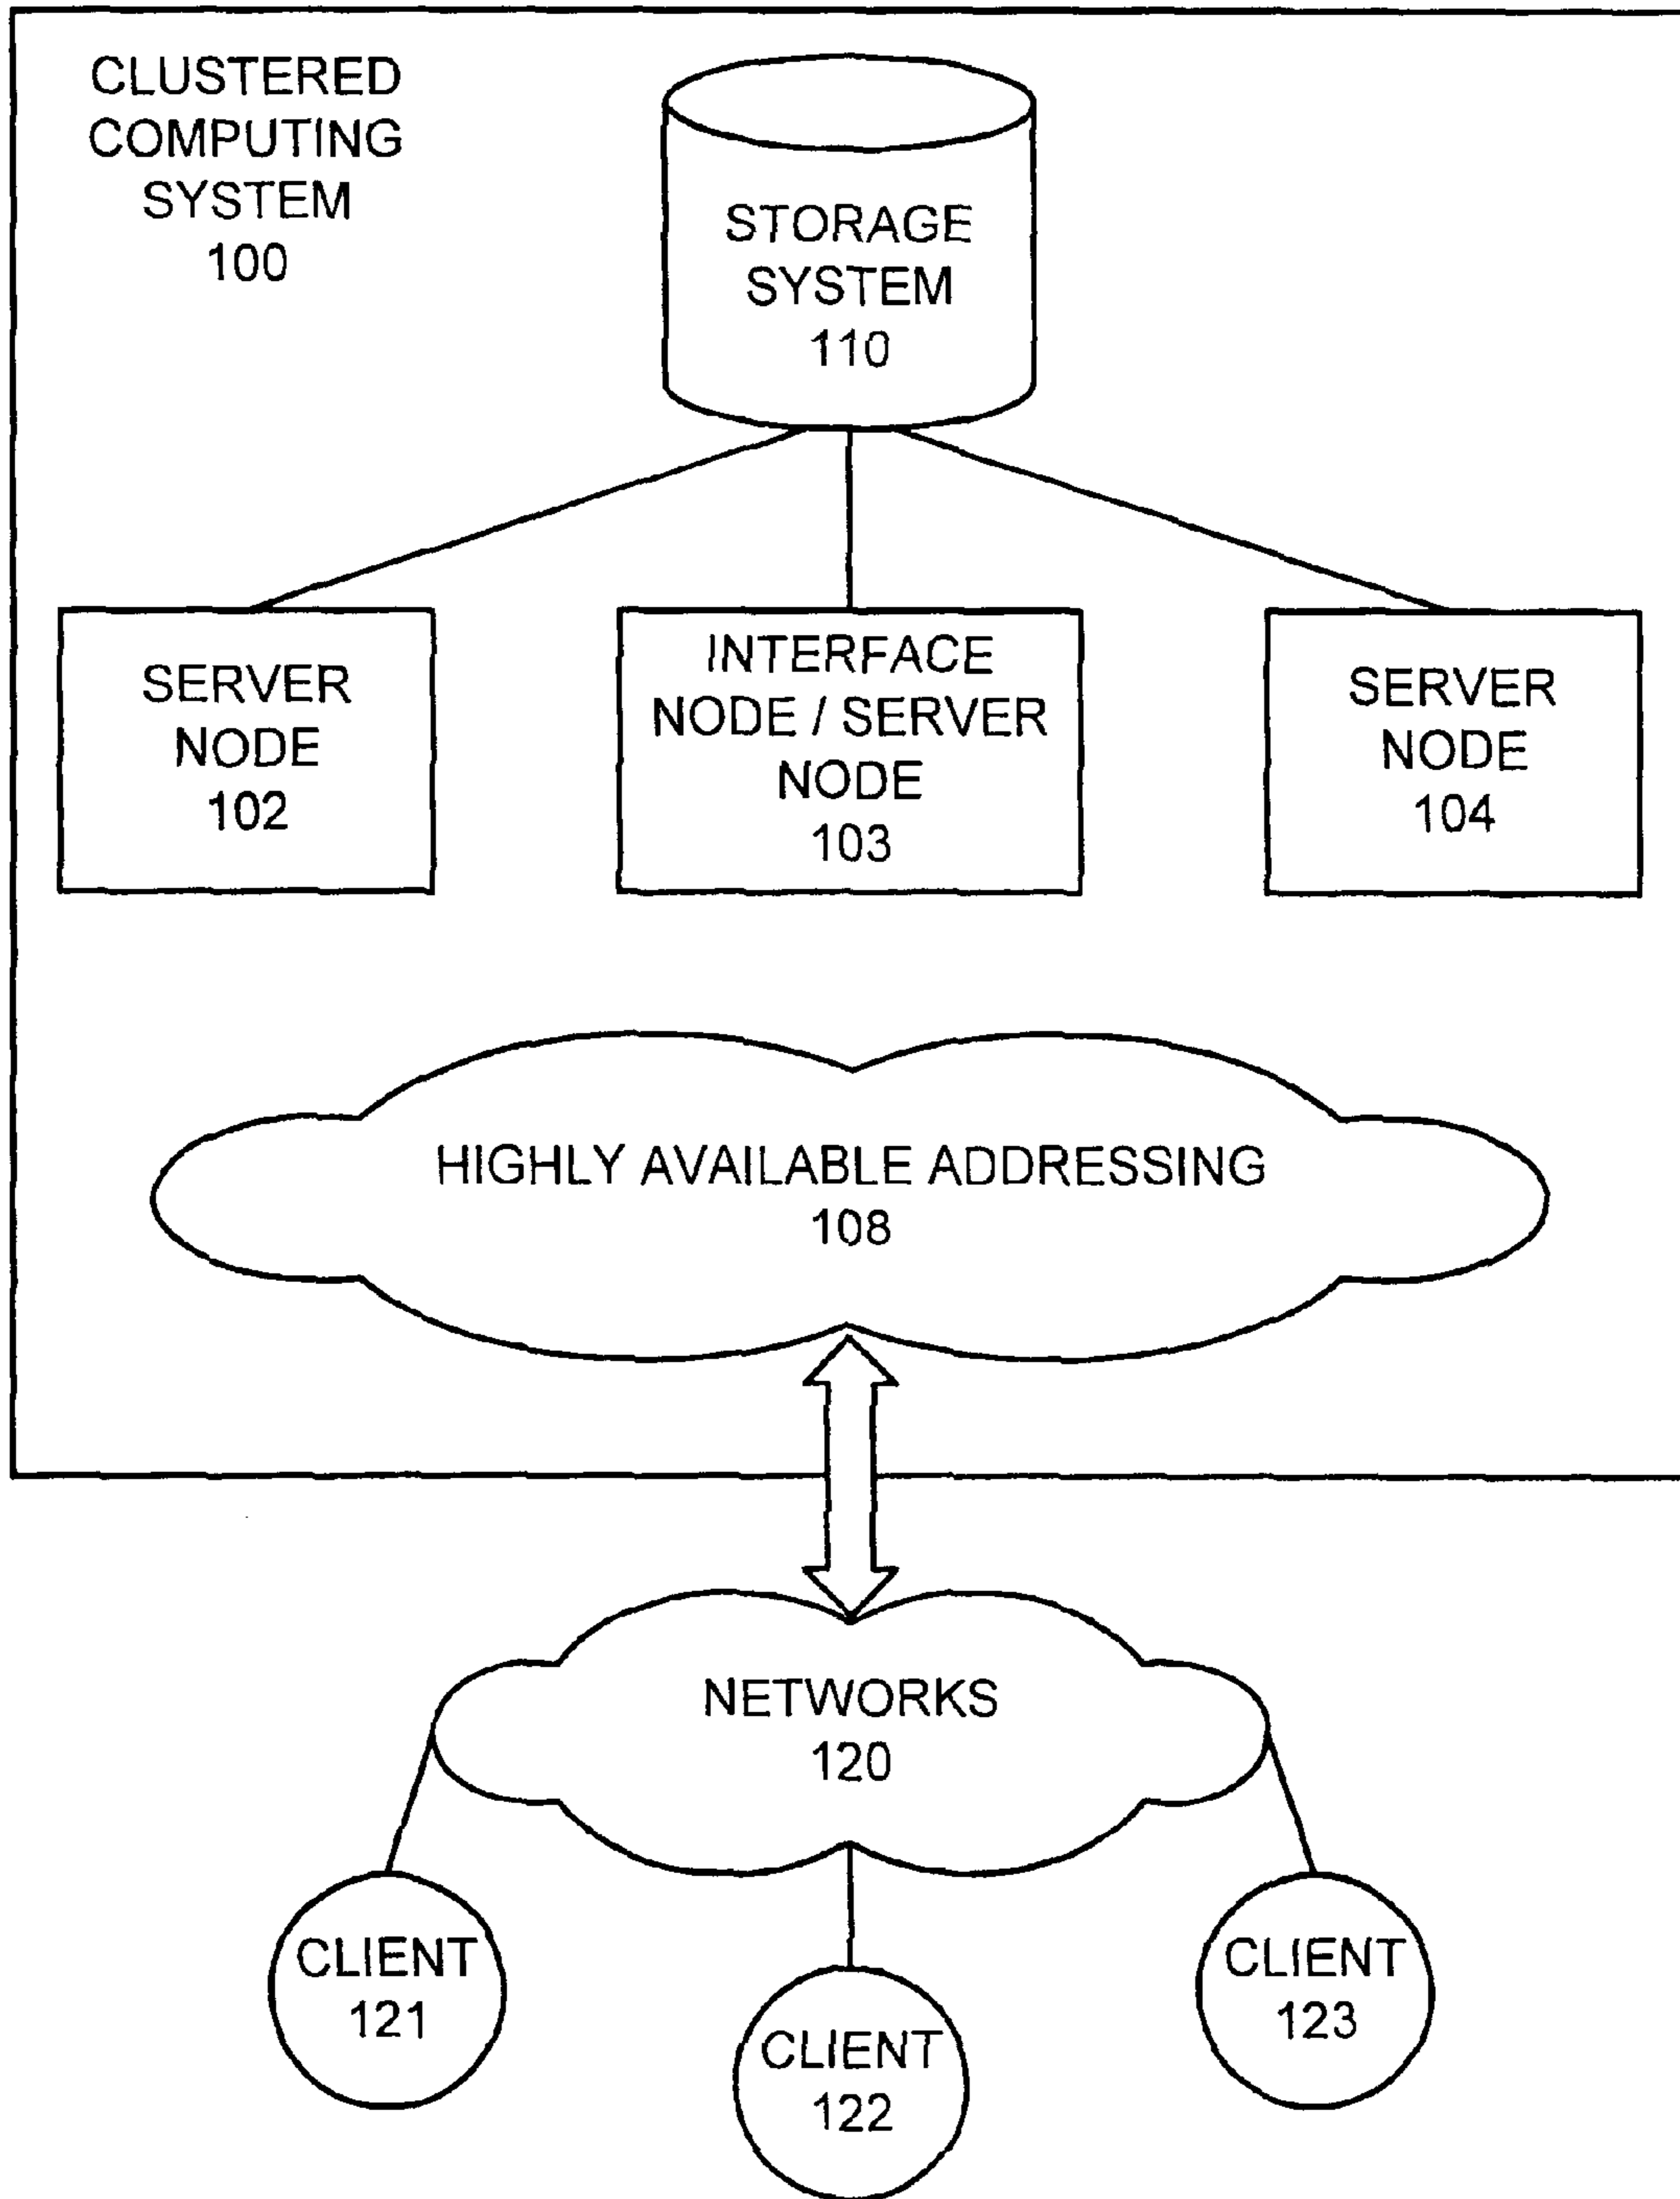 CLUSTERED
COMPUTING
SYSTEM
100
STORAGE
SYSTEM
110
SERVER
NODE
102
INTERFACE
NODE / SERVER
NODE
103
SERVER
NODE
104
HIGHLY AVAILABLE ADDRESSING
108
NETWORKS
120
CLIENT
121
CLIENT
122
CLIENT
123